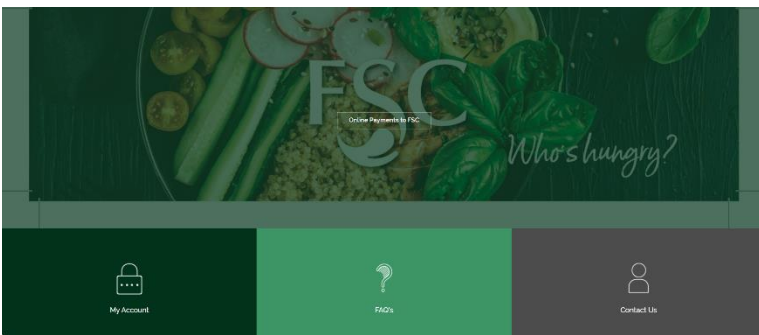 FSC
Online Payments to FSC
Who's hungry?
My Account
FAQ's
Contact Us